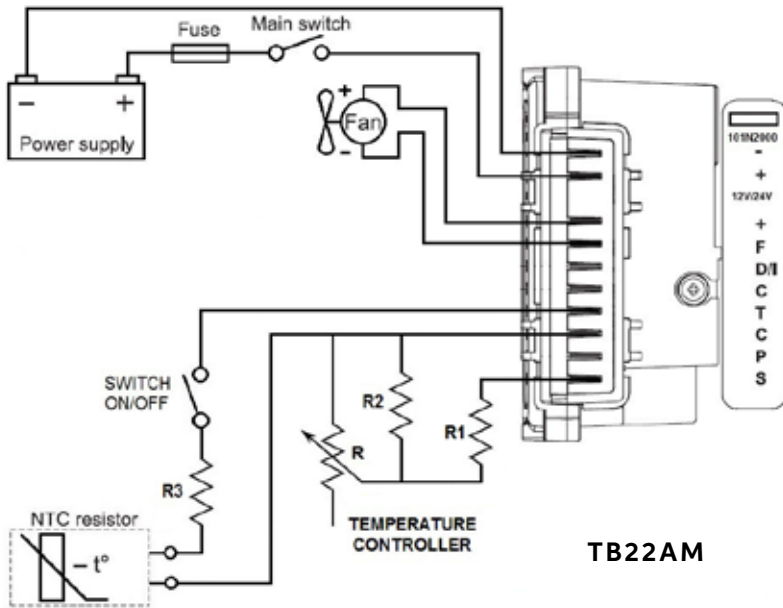 Fuse
Main switch
- +
Power supply
+
Fan
-
101N2000
-
+
12V/24V
+
F
D/I
C
T
C
P
S
SWITCH
ON/OFF
R3
NTC resistor
– t°
R
R2
R1
TEMPERATURE
CONTROLLER
TB22AM